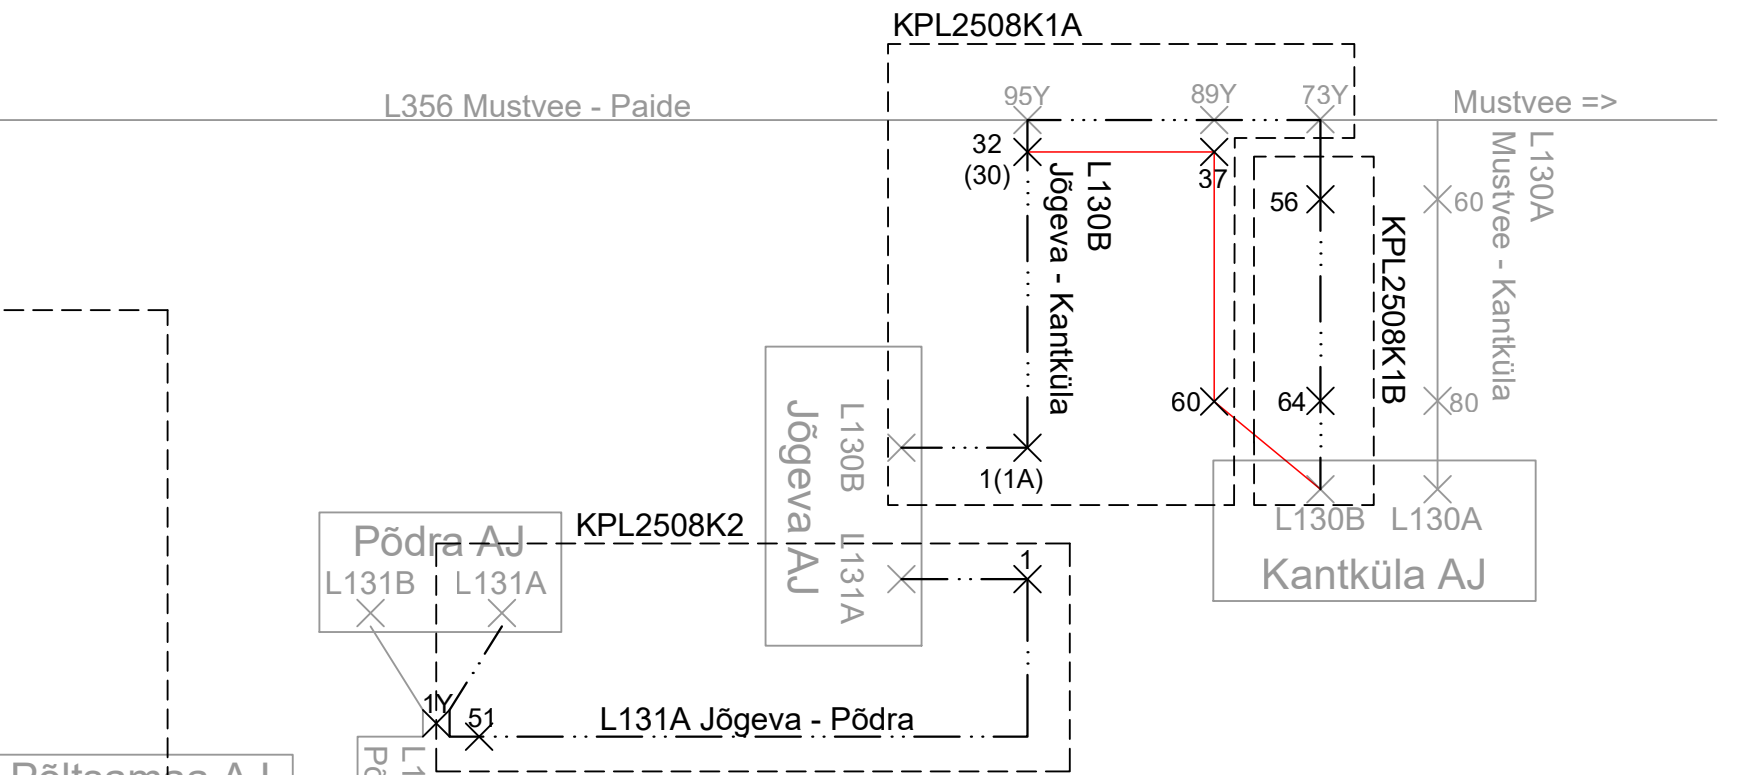 KPL2508K1A
L356 Mustvee - Paide
95Y
89Y
73Y
Mustvee =>
32
(30)
37
L130B
Jõgeva - Kantküla
56
60
L130A
Mustvee - Kantküla
KPL2508K1B
60
64
80
1(1A)
L130B
Jõgeva AJ
L131A
L130B
L130A
Kantküla AJ
KPL2508K2
Põdra AJ
L131B
L131A
1
1Y
51
L131A Jõgeva - Põdra